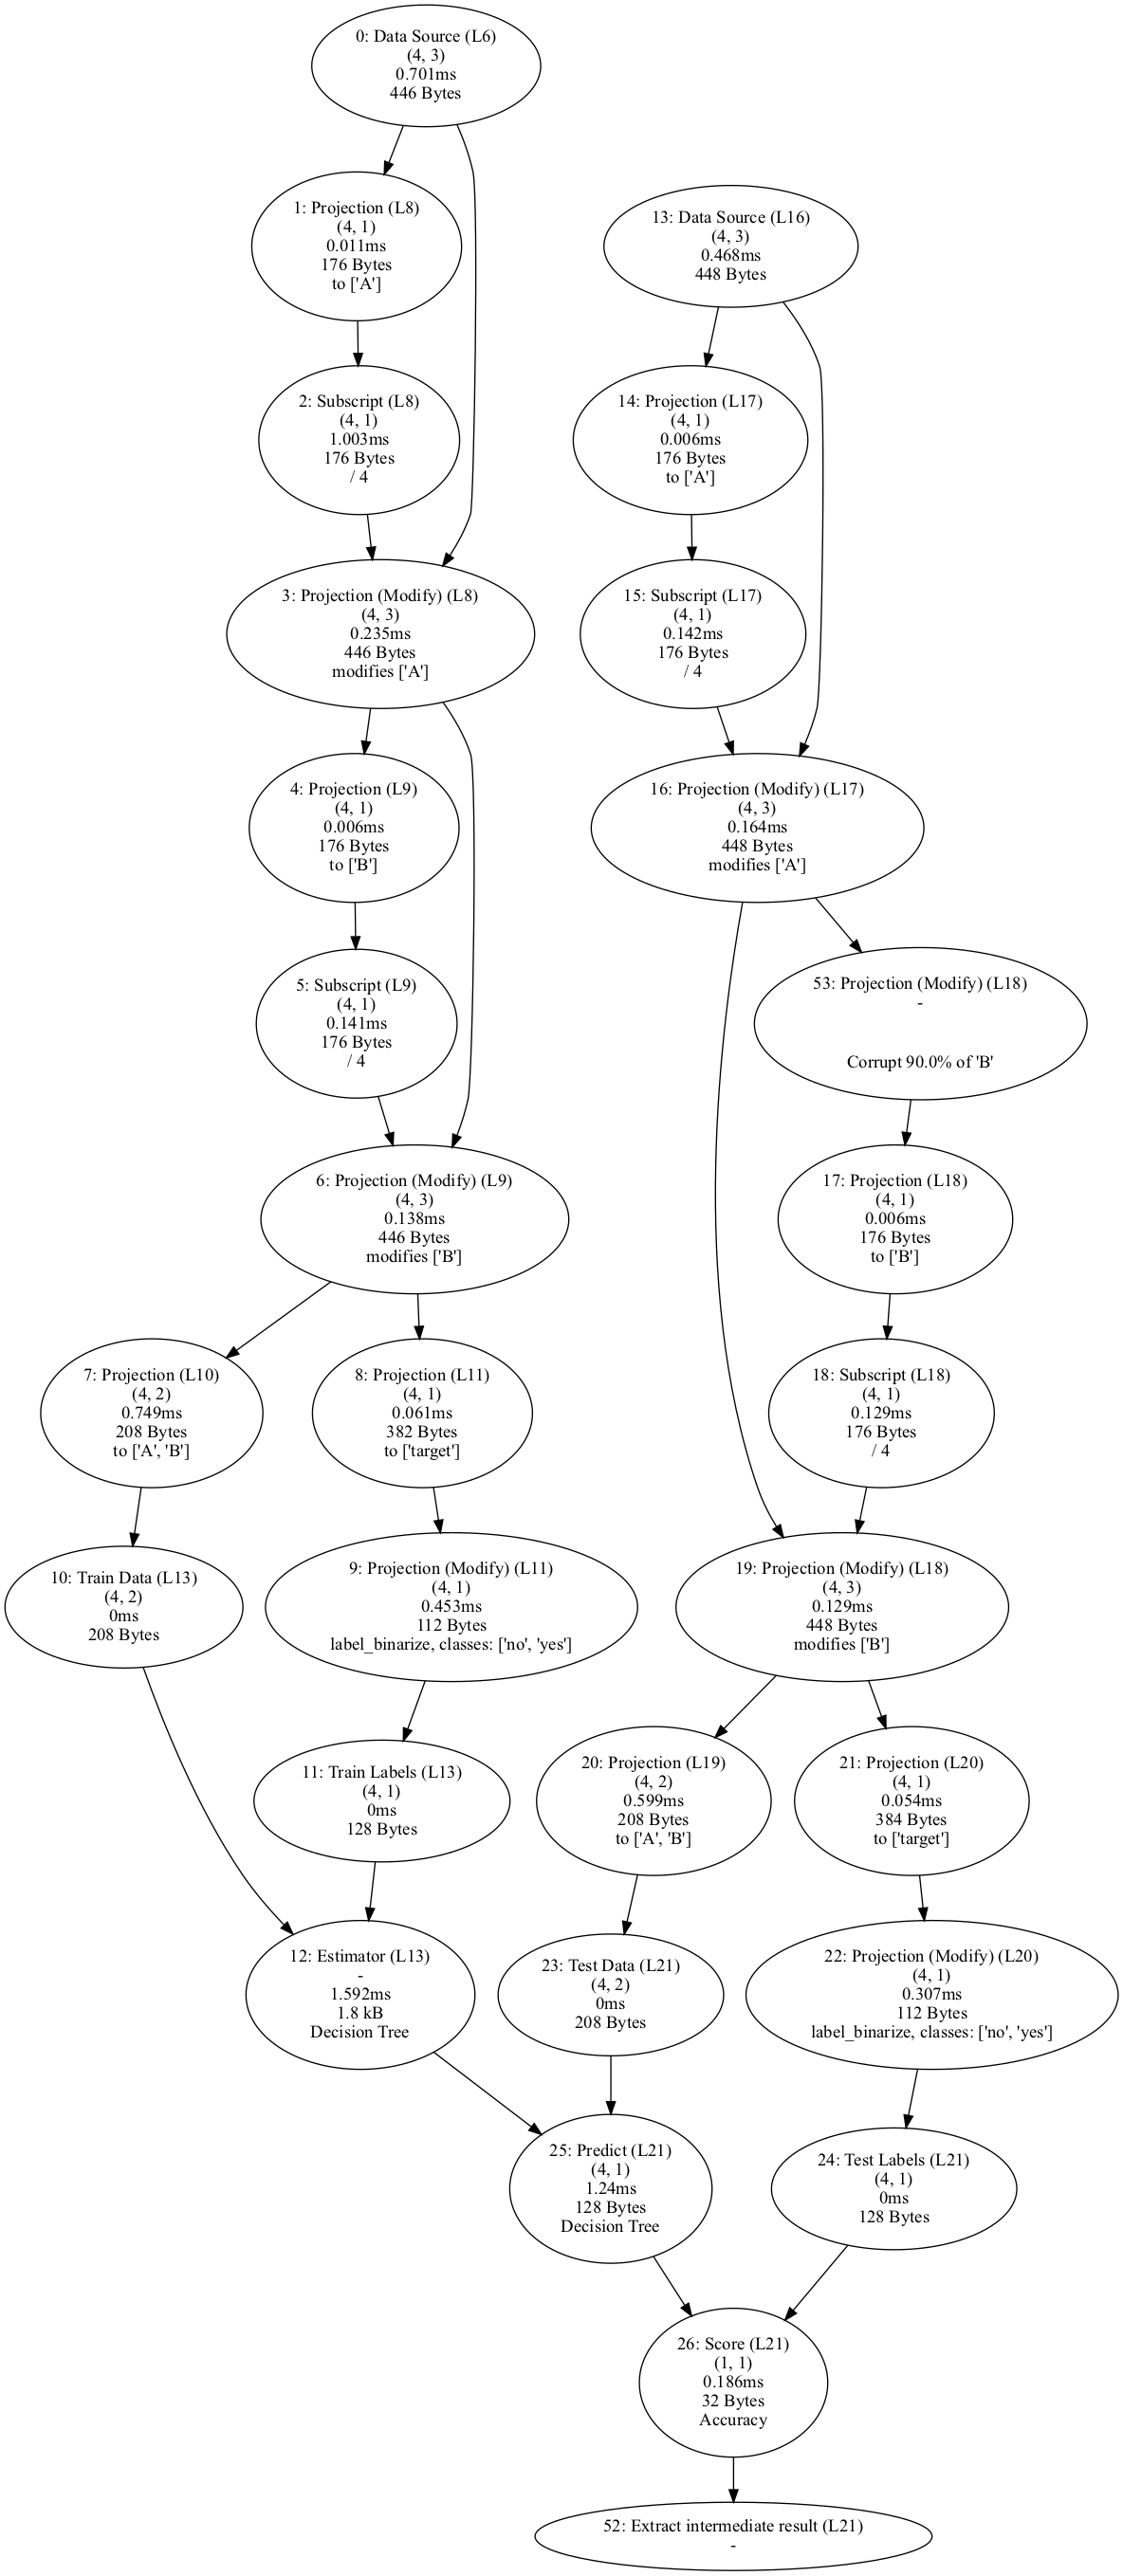 0: Data Source (L6)
(4, 3)
0.701ms
446 Bytes
1: Projection (L8)
(4, 1)
0.011ms
176 Bytes
to ['A']
13: Data Source (L16)
(4, 3)
0.468ms
448 Bytes
2: Subscript (L8)
(4, 1)
1.003ms
176 Bytes
/ 4
14: Projection (L17)
(4, 1)
0.006ms
176 Bytes
to ['A']
3: Projection (Modify) (L8)
(4, 3)
0.235ms
446 Bytes
modifies ['A']
15: Subscript (L17)
(4, 1)
0.142ms
176 Bytes
/ 4
4: Projection (L9)
(4, 1)
0.006ms
176 Bytes
to ['B']
16: Projection (Modify) (L17)
(4, 3)
0.164ms
448 Bytes
modifies ['A']
5: Subscript (L9)
(4, 1)
0.141ms
176 Bytes
/ 4
53: Projection (Modify) (L18)
-
Corrupt 90.0% of 'B'
6: Projection (Modify) (L9)
(4, 3)
0.138ms
446 Bytes
modifies ['B']
17: Projection (L18)
(4, 1)
0.006ms
176 Bytes
to ['B']
7: Projection (L10)
(4, 2)
0.749ms
208 Bytes
to ['A', 'B']
8: Projection (L11)
(4, 1)
0.061ms
382 Bytes
to ['target']
18: Subscript (L18)
(4, 1)
0.129ms
176 Bytes
/ 4
10: Train Data (L13)
(4, 2)
0ms
208 Bytes
9: Projection (Modify) (L11)
(4, 1)
0.453ms
112 Bytes
label_binarize, classes: ['no', 'yes']
19: Projection (Modify) (L18)
(4, 3)
0.129ms
448 Bytes
modifies ['B']
11: Train Labels (L13)
(4, 1)
0ms
128 Bytes
20: Projection (L19)
(4, 2)
0.599ms
208 Bytes
to ['A', 'B']
21: Projection (L20)
(4, 1)
0.054ms
384 Bytes
to ['target']
12: Estimator (L13)
-
1.592ms
1.8 kB
Decision Tree
23: Test Data (L21)
(4, 2)
0ms
208 Bytes
22: Projection (Modify) (L20)
(4, 1)
0.307ms
112 Bytes
label_binarize, classes: ['no', 'yes']
25: Predict (L21)
(4, 1)
1.24ms
128 Bytes
Decision Tree
24: Test Labels (L21)
(4, 1)
0ms
128 Bytes
26: Score (L21)
(1, 1)
0.186ms
32 Bytes
Accuracy
52: Extract intermediate result (L21)
-